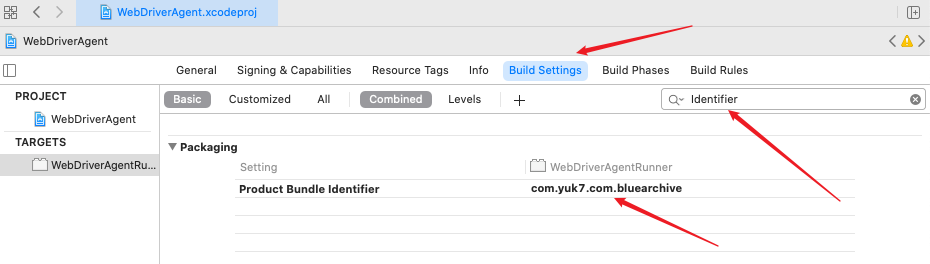 WebDriverAgent.xcodeproj
WebDriverAgent
General Signing & Capabilities Resource Tags Info Build Settings Build Phases Build Rules
PROJECT
WebDriverAgent
TARGETS
WebDriverAgentRu...
Basic Customized All Combined Levels + Identifier
Packaging
Setting WebDriverAgentRunner
Product Bundle Identifier com.yuk7.com.bluearchive